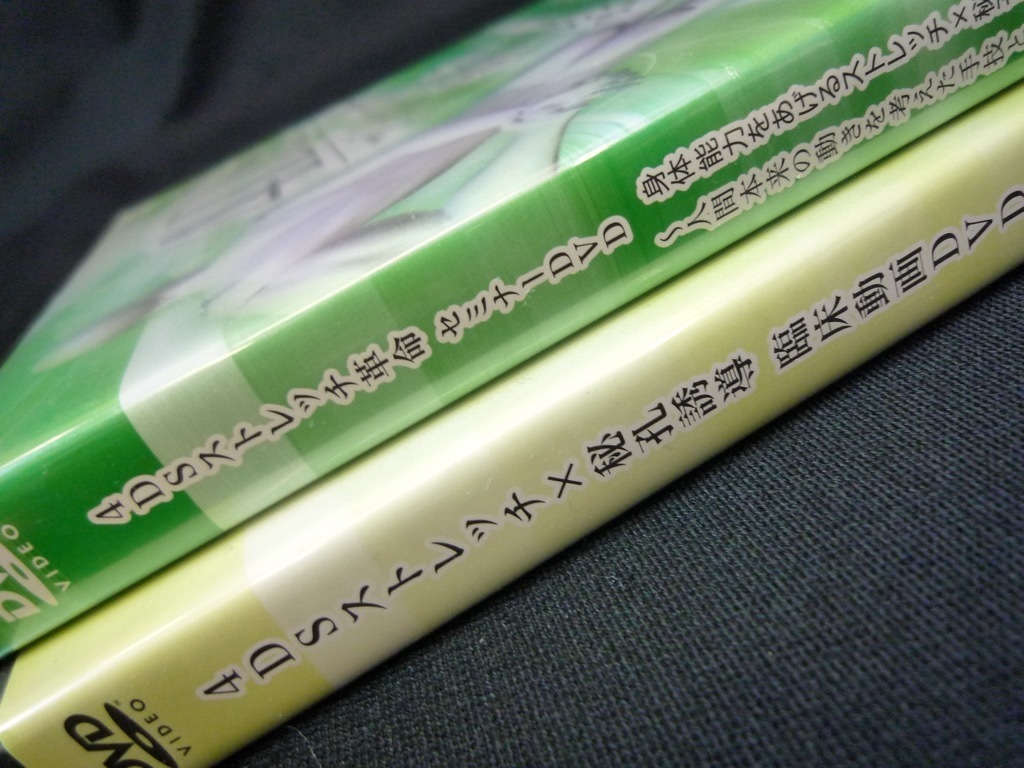 4DSストレッチ革命 セミナーDVD
身体能力をあげるストレッチ×秘
～人間本来の動きを考えた手技と
DVD
VIDEO
4DSストレッチ×秘孔誘導 臨床動画DVD
DVD
VIDEO